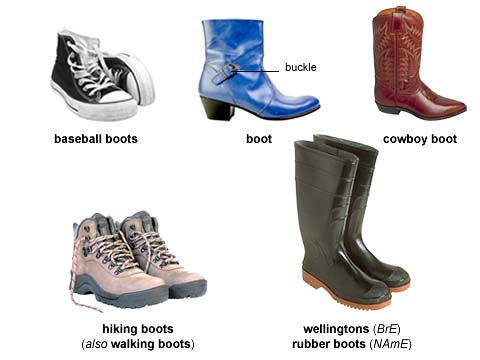 buckle
baseball boots
boot
cowboy boot
hiking boots
(also walking boots)
wellingtons (BrE)
rubber boots (NAmE)